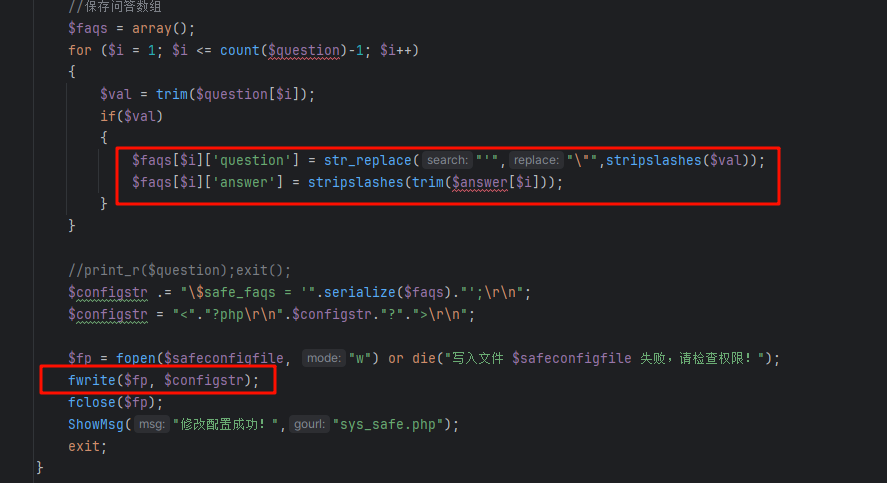 //保存问答数组
$faqs = array();
for ($i = 1; $i <= count($question)-1; $i++)
{
$val = trim($question[$i]);
if($val)
{
$faqs[$i]['question'] = str_replace( search: "'", replace: "\"",stripslashes($val));
$faqs[$i]['answer'] = stripslashes(trim($answer[$i]));
}
}
//print_r($question);exit();
$configstr .= "\$safe_faqs = '".serialize($faqs)."';\r\n";
$configstr = "<"."?php\r\n".$configstr."?".">\r\n";
$fp = fopen($safeconfigfile, mode: "w") or die("写入文件 $safeconfigfile 失败，请检查权限！");
fwrite($fp, $configstr);
fclose($fp);
ShowMsg( msg: "修改配置成功！", gourl: "sys_safe.php");
exit;
}